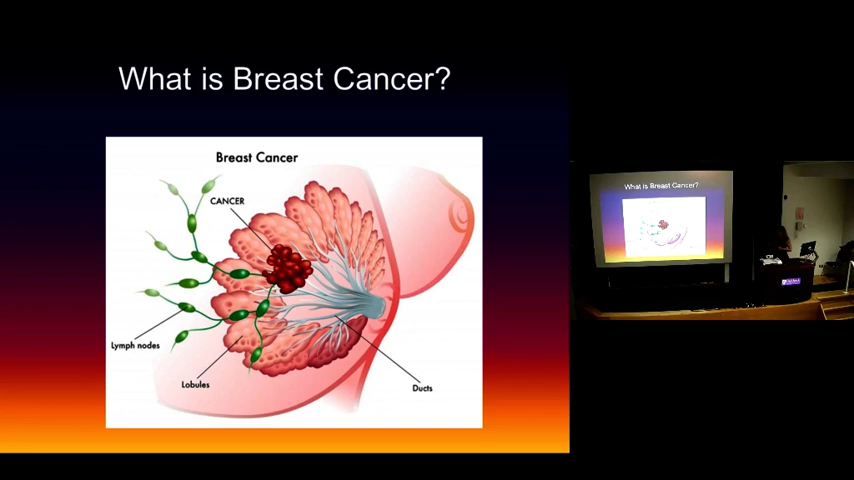 What is Breast Cancer?
Breast Cancer
CANCER
Lymph nodes
Lobules
Ducts
What is Breast Cancer?